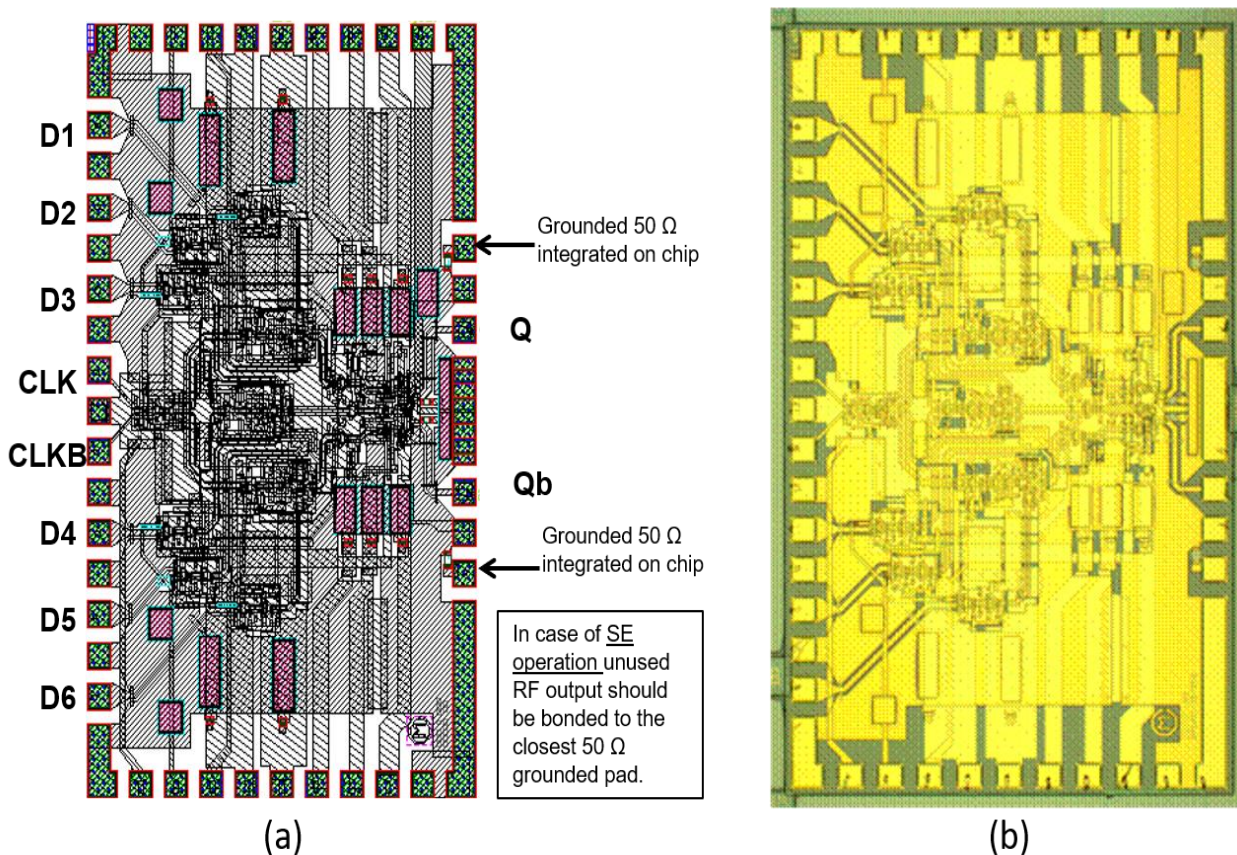 D1
D2
D3
CLK
CLKB
D4
D5
D6
Grounded 50 Ω
integrated on chip
Q
Qb
Grounded 50 Ω
integrated on chip
In case of SE
operation unused
RF output should
be bonded to the
closest 50 Ω
grounded pad.
(a)
(b)